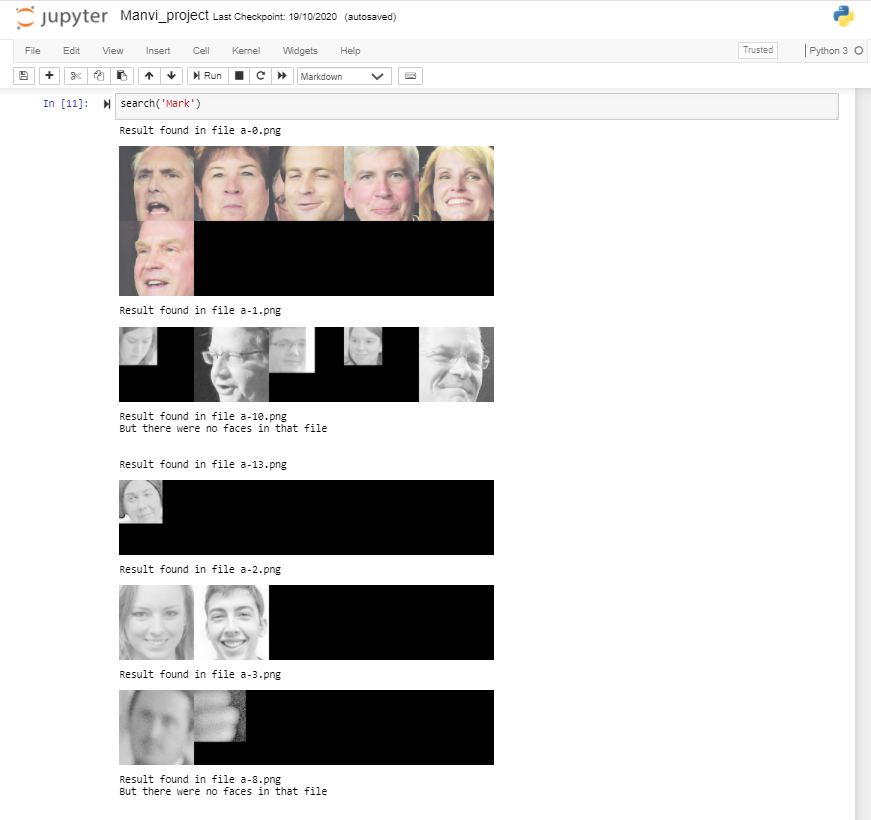 jupyter Manvi_project Last Checkpoint: 19/10/2020 (autosaved)
File Edit View Insert Cell Kernel Widgets Help Trusted Python 3
Run Markdown
In [11]: search('Mark')
Result found in file a-0.png
Result found in file a-1.png
Result found in file a-10.png
But there were no faces in that file
Result found in file a-13.png
Result found in file a-2.png
Result found in file a-3.png
Result found in file a-8.png
But there were no faces in that file